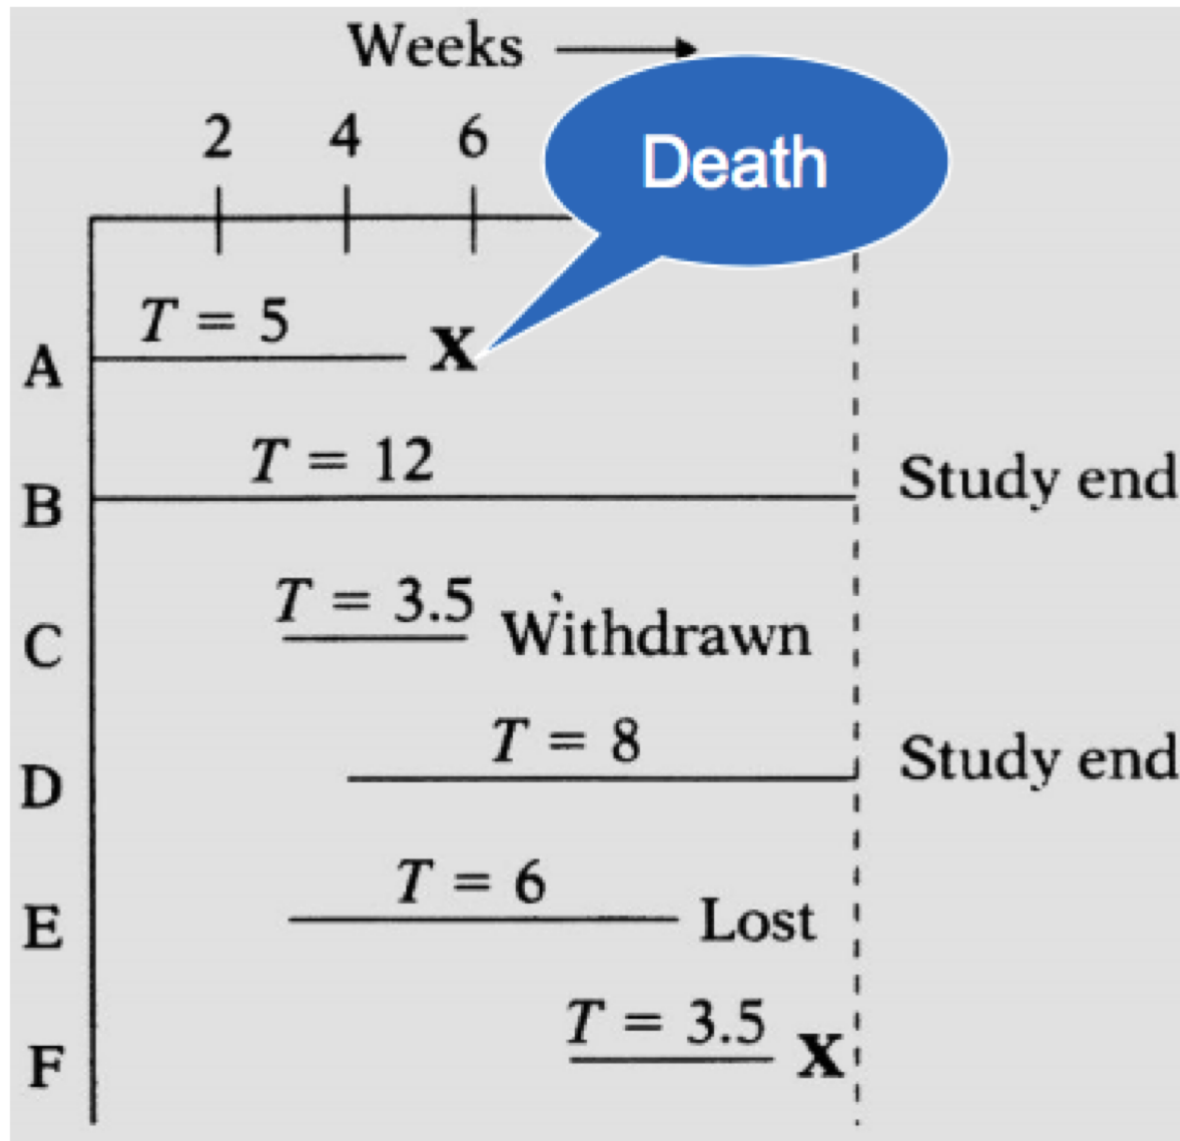 Weeks
Death
2 4 6
T = 5
A X
T = 12
B Study end
T = 3.5
C Withdrawn
T = 8
D Study end
T = 6
E Lost
T = 3.5
F X